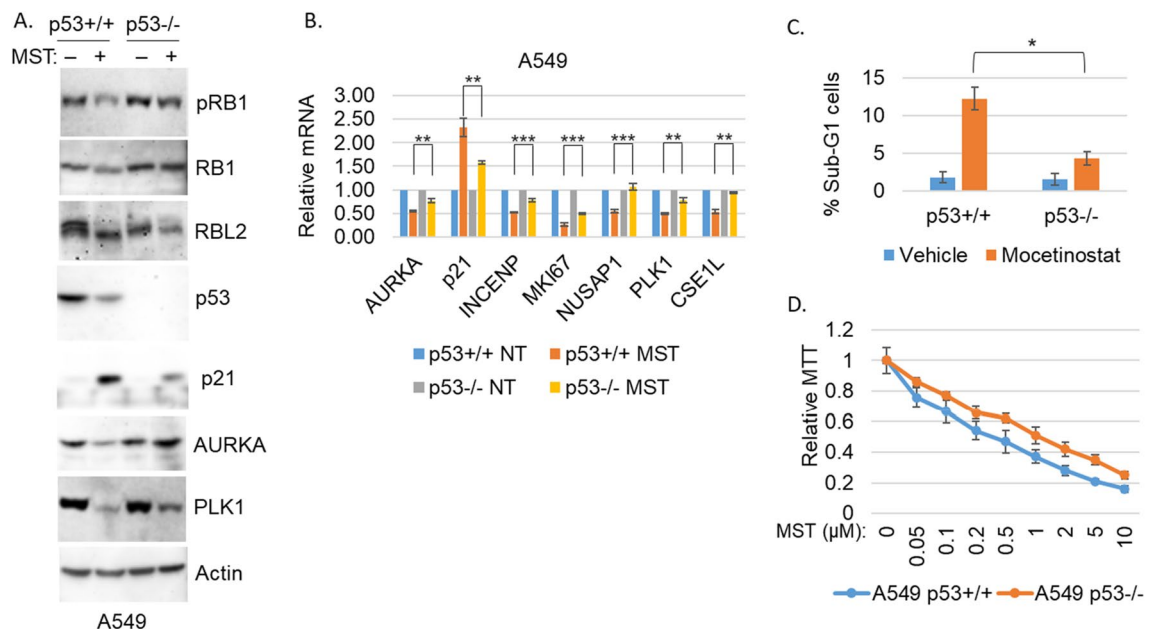 A.
p53+/+ p53-/-
MST: – + – +
pRB1
RB1
RBL2
p53
p21
AURKA
PLK1
Actin
A549
B.
A549
Relative mRNA
3.00
2.50
2.00
1.50
1.00
0.50
0.00
** ** *** *** *** ** **
AURKA
p21
INCENP
MKI67
NUSAP1
PLK1
CSE1L
p53+/+ NT p53+/+ MST
p53-/- NT p53-/- MST
C.
*
% Sub-G1 cells
15
10
5
0
p53+/+ p53-/-
Vehicle Mocetinostat
D.
Relative MTT
1.2
1
0.8
0.6
0.4
0.2
0
MST (µM): 0 0.05 0.1 0.2 0.5 1 2 5 10
A549 p53+/+ A549 p53-/-